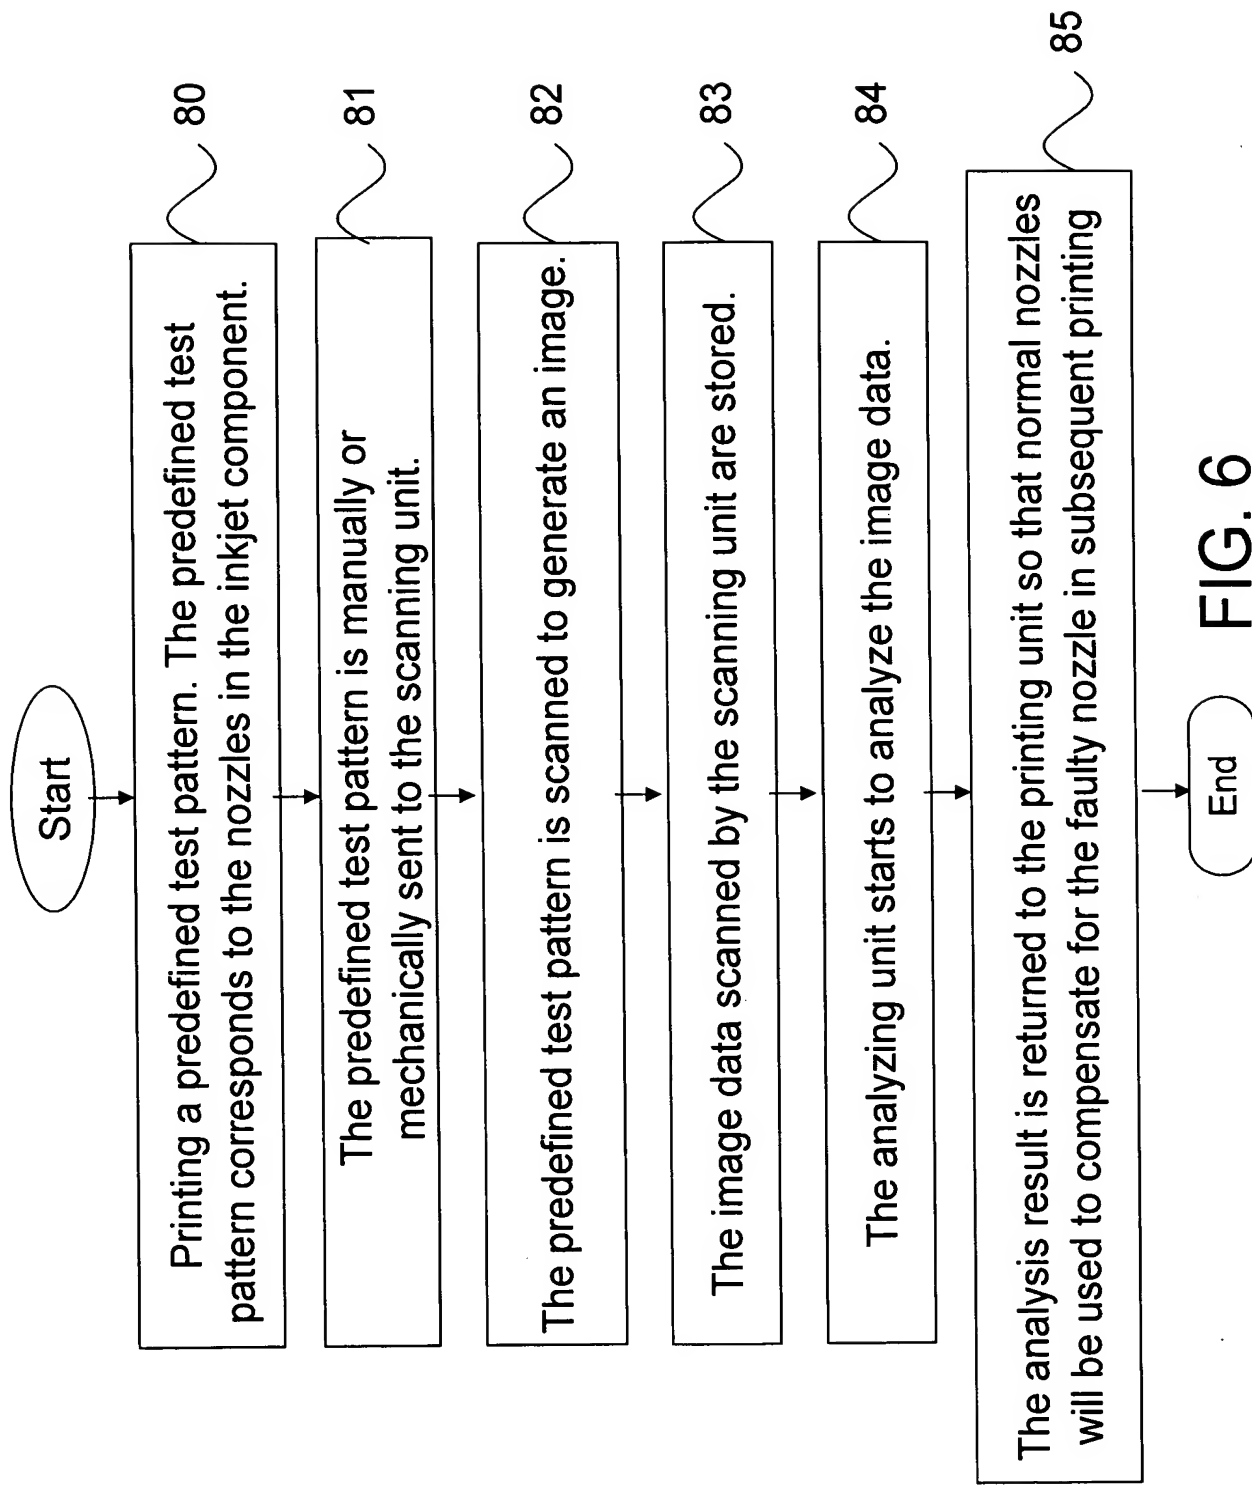 Start
Printing a predefined test pattern. The predefined test
pattern corresponds to the nozzles in the inkjet component.
80
The predefined test pattern is manually or
mechanically sent to the scanning unit.
81
The predefined test pattern is scanned to generate an image.
82
The image data scanned by the scanning unit are stored.
83
The analyzing unit starts to analyze the image data.
84
The analysis result is returned to the printing unit so that normal nozzles
will be used to compensate for the faulty nozzle in subsequent printing
85
End
FIG. 6